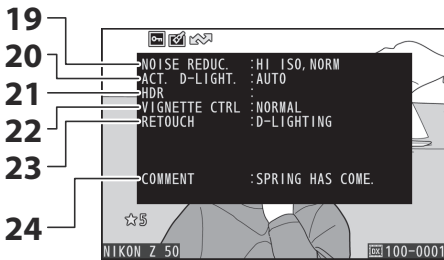 19
20
21
22
23
24
NOISE REDUC. :HI ISO, NORM
ACT. D-LIGHT. :AUTO
HDR :
VIGNETTE CTRL :NORMAL
RETOUCH :D-LIGHTING
COMMENT :SPRING HAS COME.
☆5
NIKON Z 50 DX 100-0001